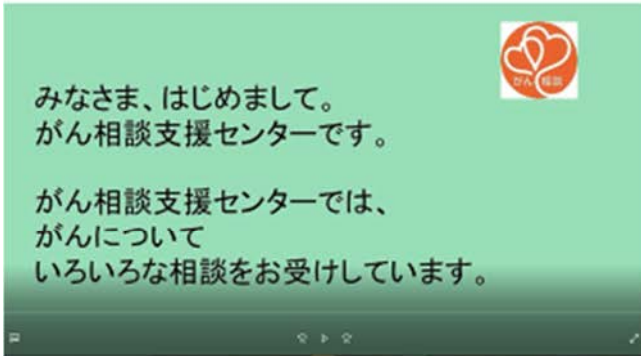 がん 相談
みなさま、はじめまして。
がん相談支援センターです。
がん相談支援センターでは、
がんについて
いろいろな相談をお受けしています。